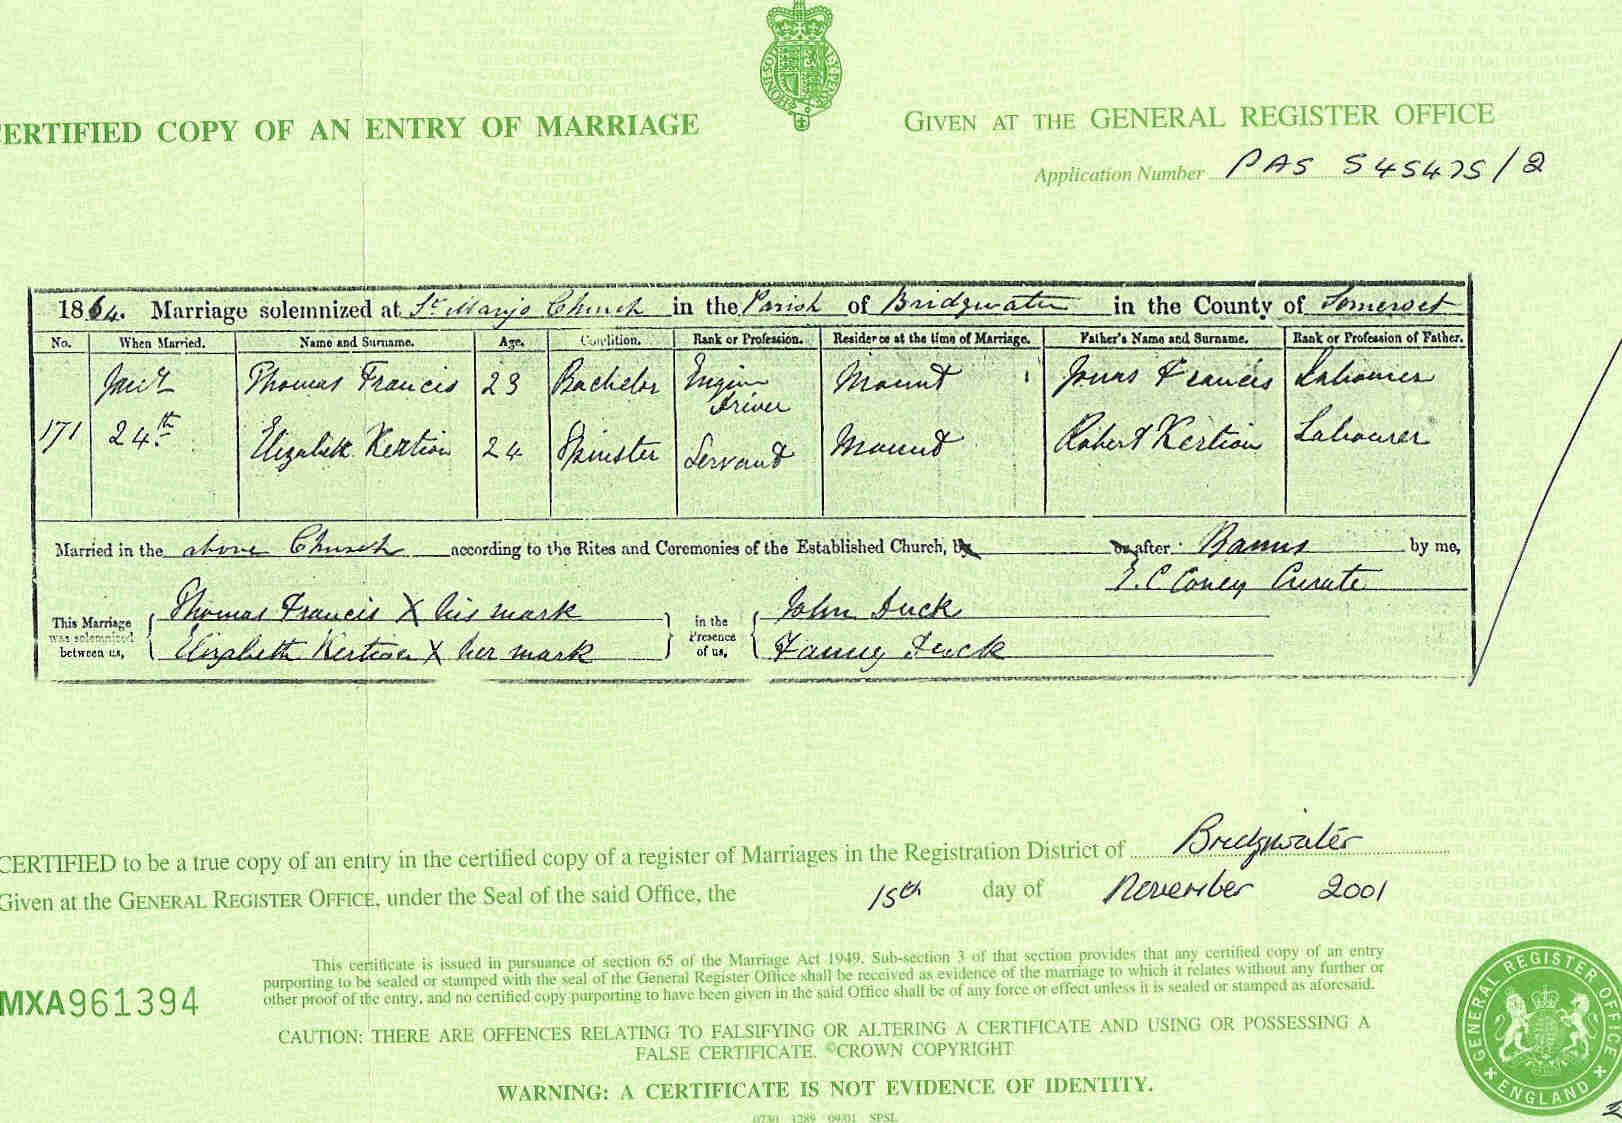 CERTIFIED COPY OF AN ENTRY OF MARRIAGE
GIVEN AT THE GENERAL REGISTER OFFICE
Application Number PAS 545475/2
1864. Marriage solemnized at St Marys Church in the Parish of Bridgwater in the County of Somerset
No. When Married. Name and Surname. Age. Condition. Rank or Profession. Residence at the time of Marriage. Father's Name and Surname. Rank or Profession of Father.
Thomas Francis 23 Bachelor Engine Driver Mount Jonas Francis Labourer
171 24th Elizabeth Kertion 24 Spinster Servant Mount Robert Kertion Labourer
Married in the above Church according to the Rites and Ceremonies of the Established Church, by or after Banns by me,
E. C. Coney Curate
This Marriage was solemnized between us, Thomas Francis X his mark in the Presence of us, John Duck
Elizabeth Kertion X her mark Fanny Duck
CERTIFIED to be a true copy of an entry in the certified copy of a register of Marriages in the Registration District of Bridgwater
Given at the GENERAL REGISTER OFFICE, under the Seal of the said Office, the 15th day of November 2001
This certificate is issued in pursuance of section 65 of the Marriage Act 1949. Sub-section 3 of that section provides that any certified copy of an entry
purporting to be sealed or stamped with the seal of the General Register Office shall be received as evidence of the marriage to which it relates without any further or
other proof of the entry, and no certified copy purporting to have been given in the said Office shall be of any force or effect unless it is sealed or stamped as aforesaid.
MXA961394
CAUTION: THERE ARE OFFENCES RELATING TO FALSIFYING OR ALTERING A CERTIFICATE AND USING OR POSSESSING A
FALSE CERTIFICATE. ©CROWN COPYRIGHT
WARNING: A CERTIFICATE IS NOT EVIDENCE OF IDENTITY.
GENERAL REGISTER OFFICE
ENGLAND